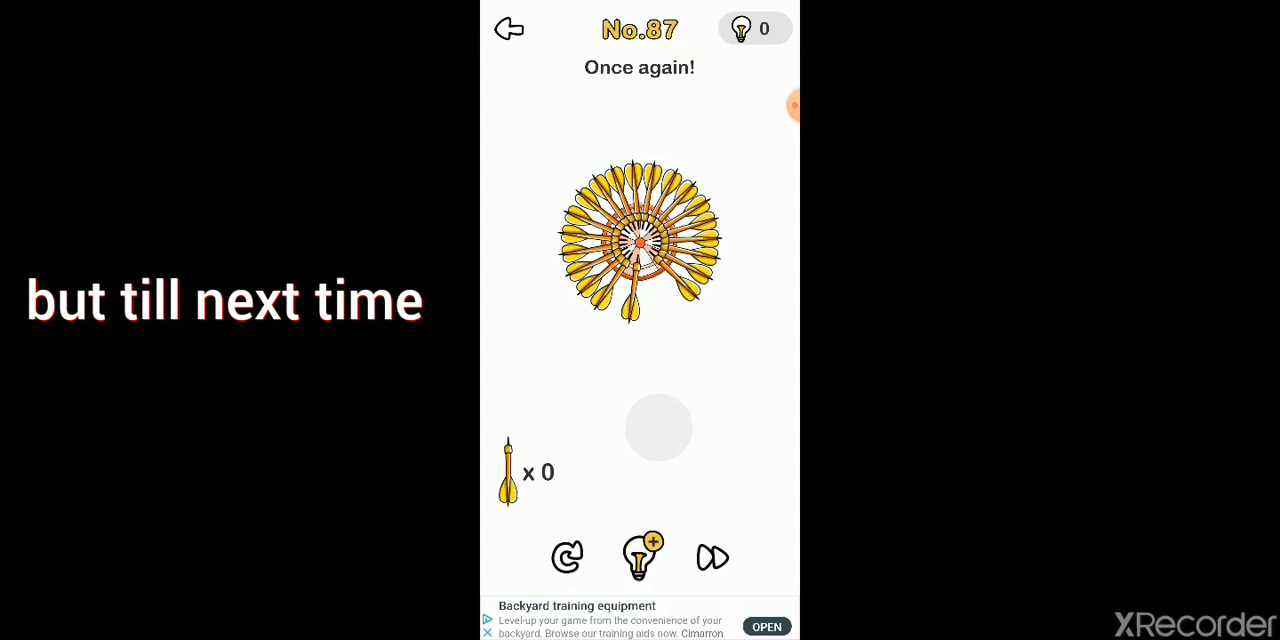 No.87
0
Once again!
but till next time
x 0
Backyard training equipment
Level-up your game from the convenience of your
backyard. Browse our training aids now. Cimarron
OPEN
XRecorder